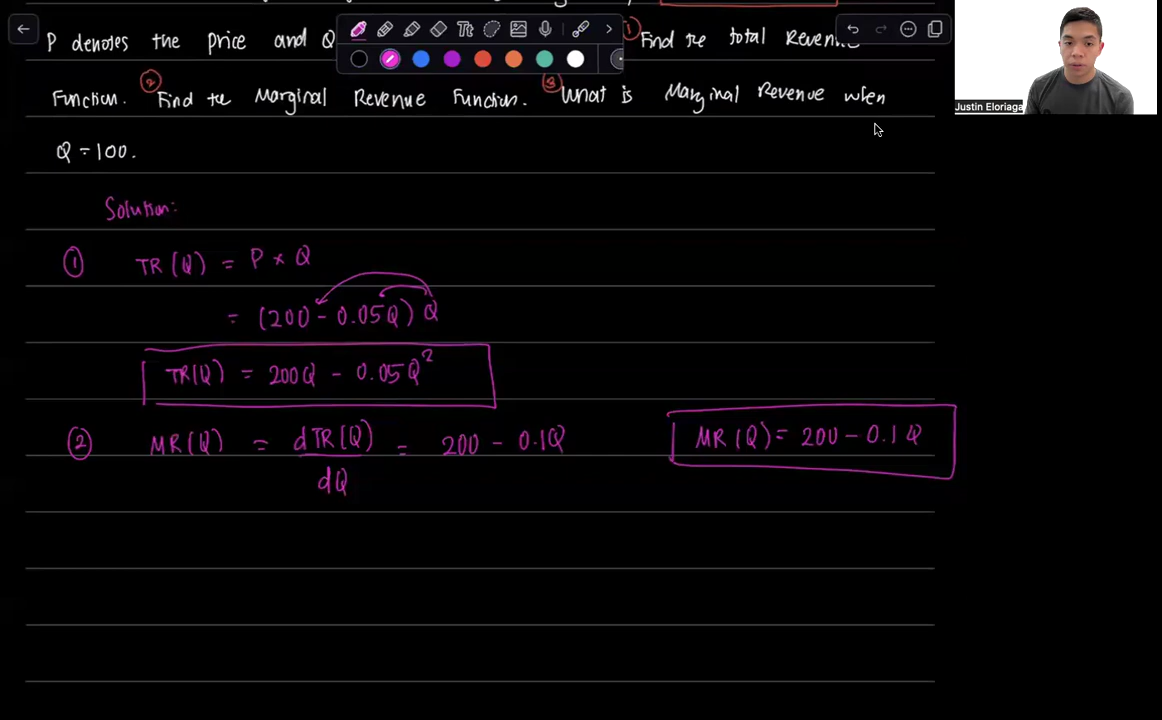 P denotes the price and Q ① Find the total Revenue
Function. ② Find the Marginal Revenue Function. ③ What is Marginal Revenue when
Q = 100.
Justin Eloriaga
Solution:
① TR(Q) = P × Q
= (200 - 0.05Q) Q
TR(Q) = 200Q - 0.05Q²
② MR(Q) = dTR(Q)/dQ = 200 - 0.1Q MR(Q) = 200 - 0.1Q